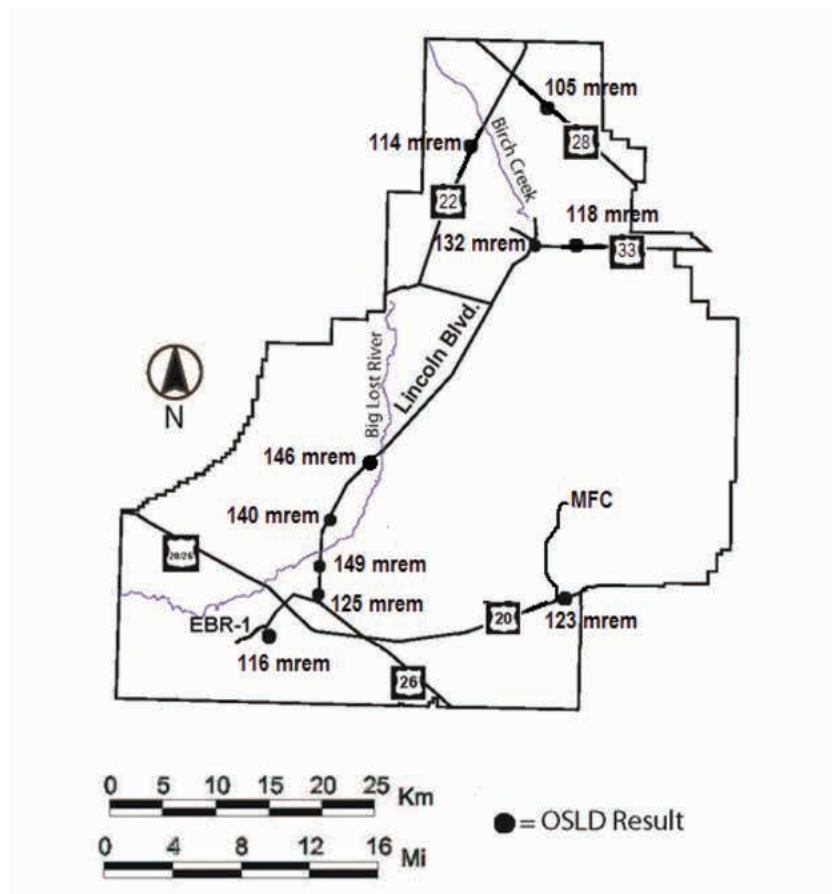 105 mrem
114 mrem
Birch Creek
28
22
118 mrem
132 mrem
33
Lincoln Blvd.
Big Lost River
N
146 mrem
140 mrem
MFC
20/26
149 mrem
125 mrem
EBR-1
20
123 mrem
116 mrem
26
0 5 10 15 20 25 Km
0 4 8 12 16 Mi
= OSLD Result